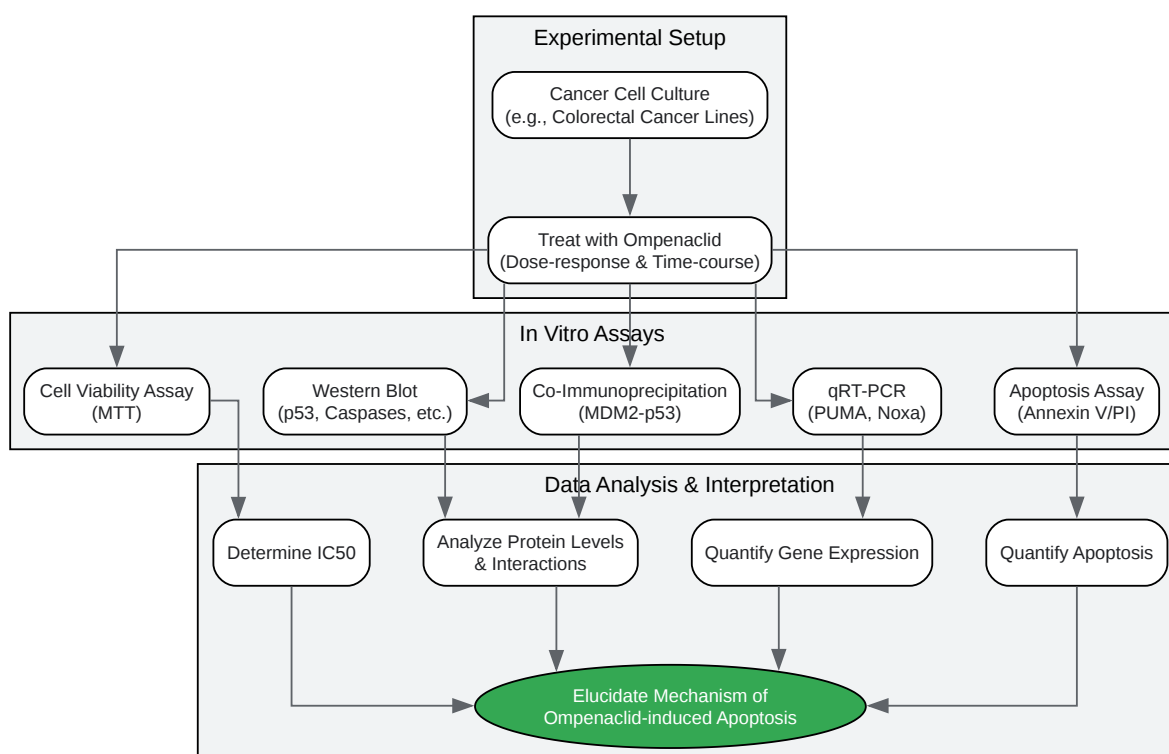 Experimental Setup
Cancer Cell Culture
(e.g., Colorectal Cancer Lines)
Treat with Ompenaclid
(Dose-response & Time-course)
In Vitro Assays
Cell Viability Assay
(MTT)
Western Blot
(p53, Caspases, etc.)
Co-Immunoprecipitation
(MDM2-p53)
qRT-PCR
(PUMA, Noxa)
Apoptosis Assay
(Annexin V/PI)
Data Analysis & Interpretation
Determine IC50
Analyze Protein Levels
& Interactions
Quantify Gene Expression
Quantify Apoptosis
Elucidate Mechanism of
Ompenaclid-induced Apoptosis